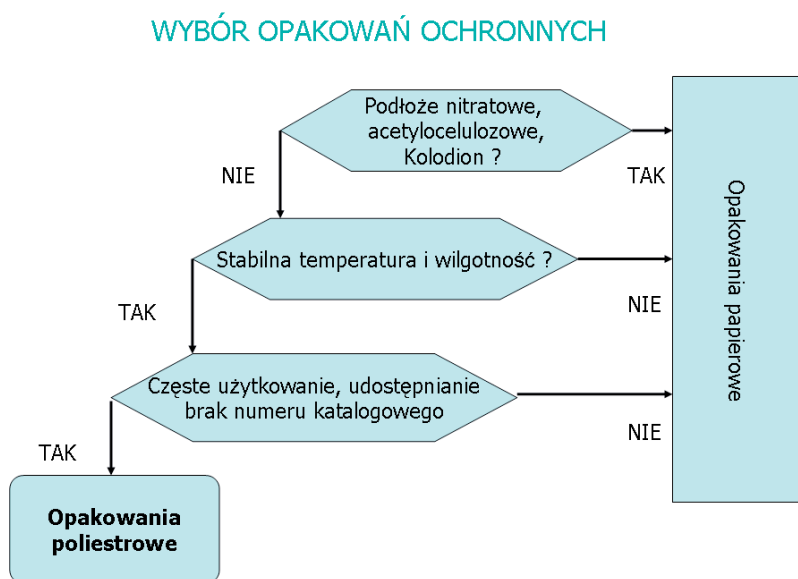 WYBÓR OPAKOWAŃ OCHRONNYCH
Podłoże nitratowe,
acetylocelulozowe,
Kolodion ?
NIE
TAK
Stabilna temperatura i wilgotność ?
TAK
NIE
Częste użytkowanie, udostępnianie
brak numeru katalogowego
TAK
NIE
Opakowania
poliestrowe
Opakowania papierowe